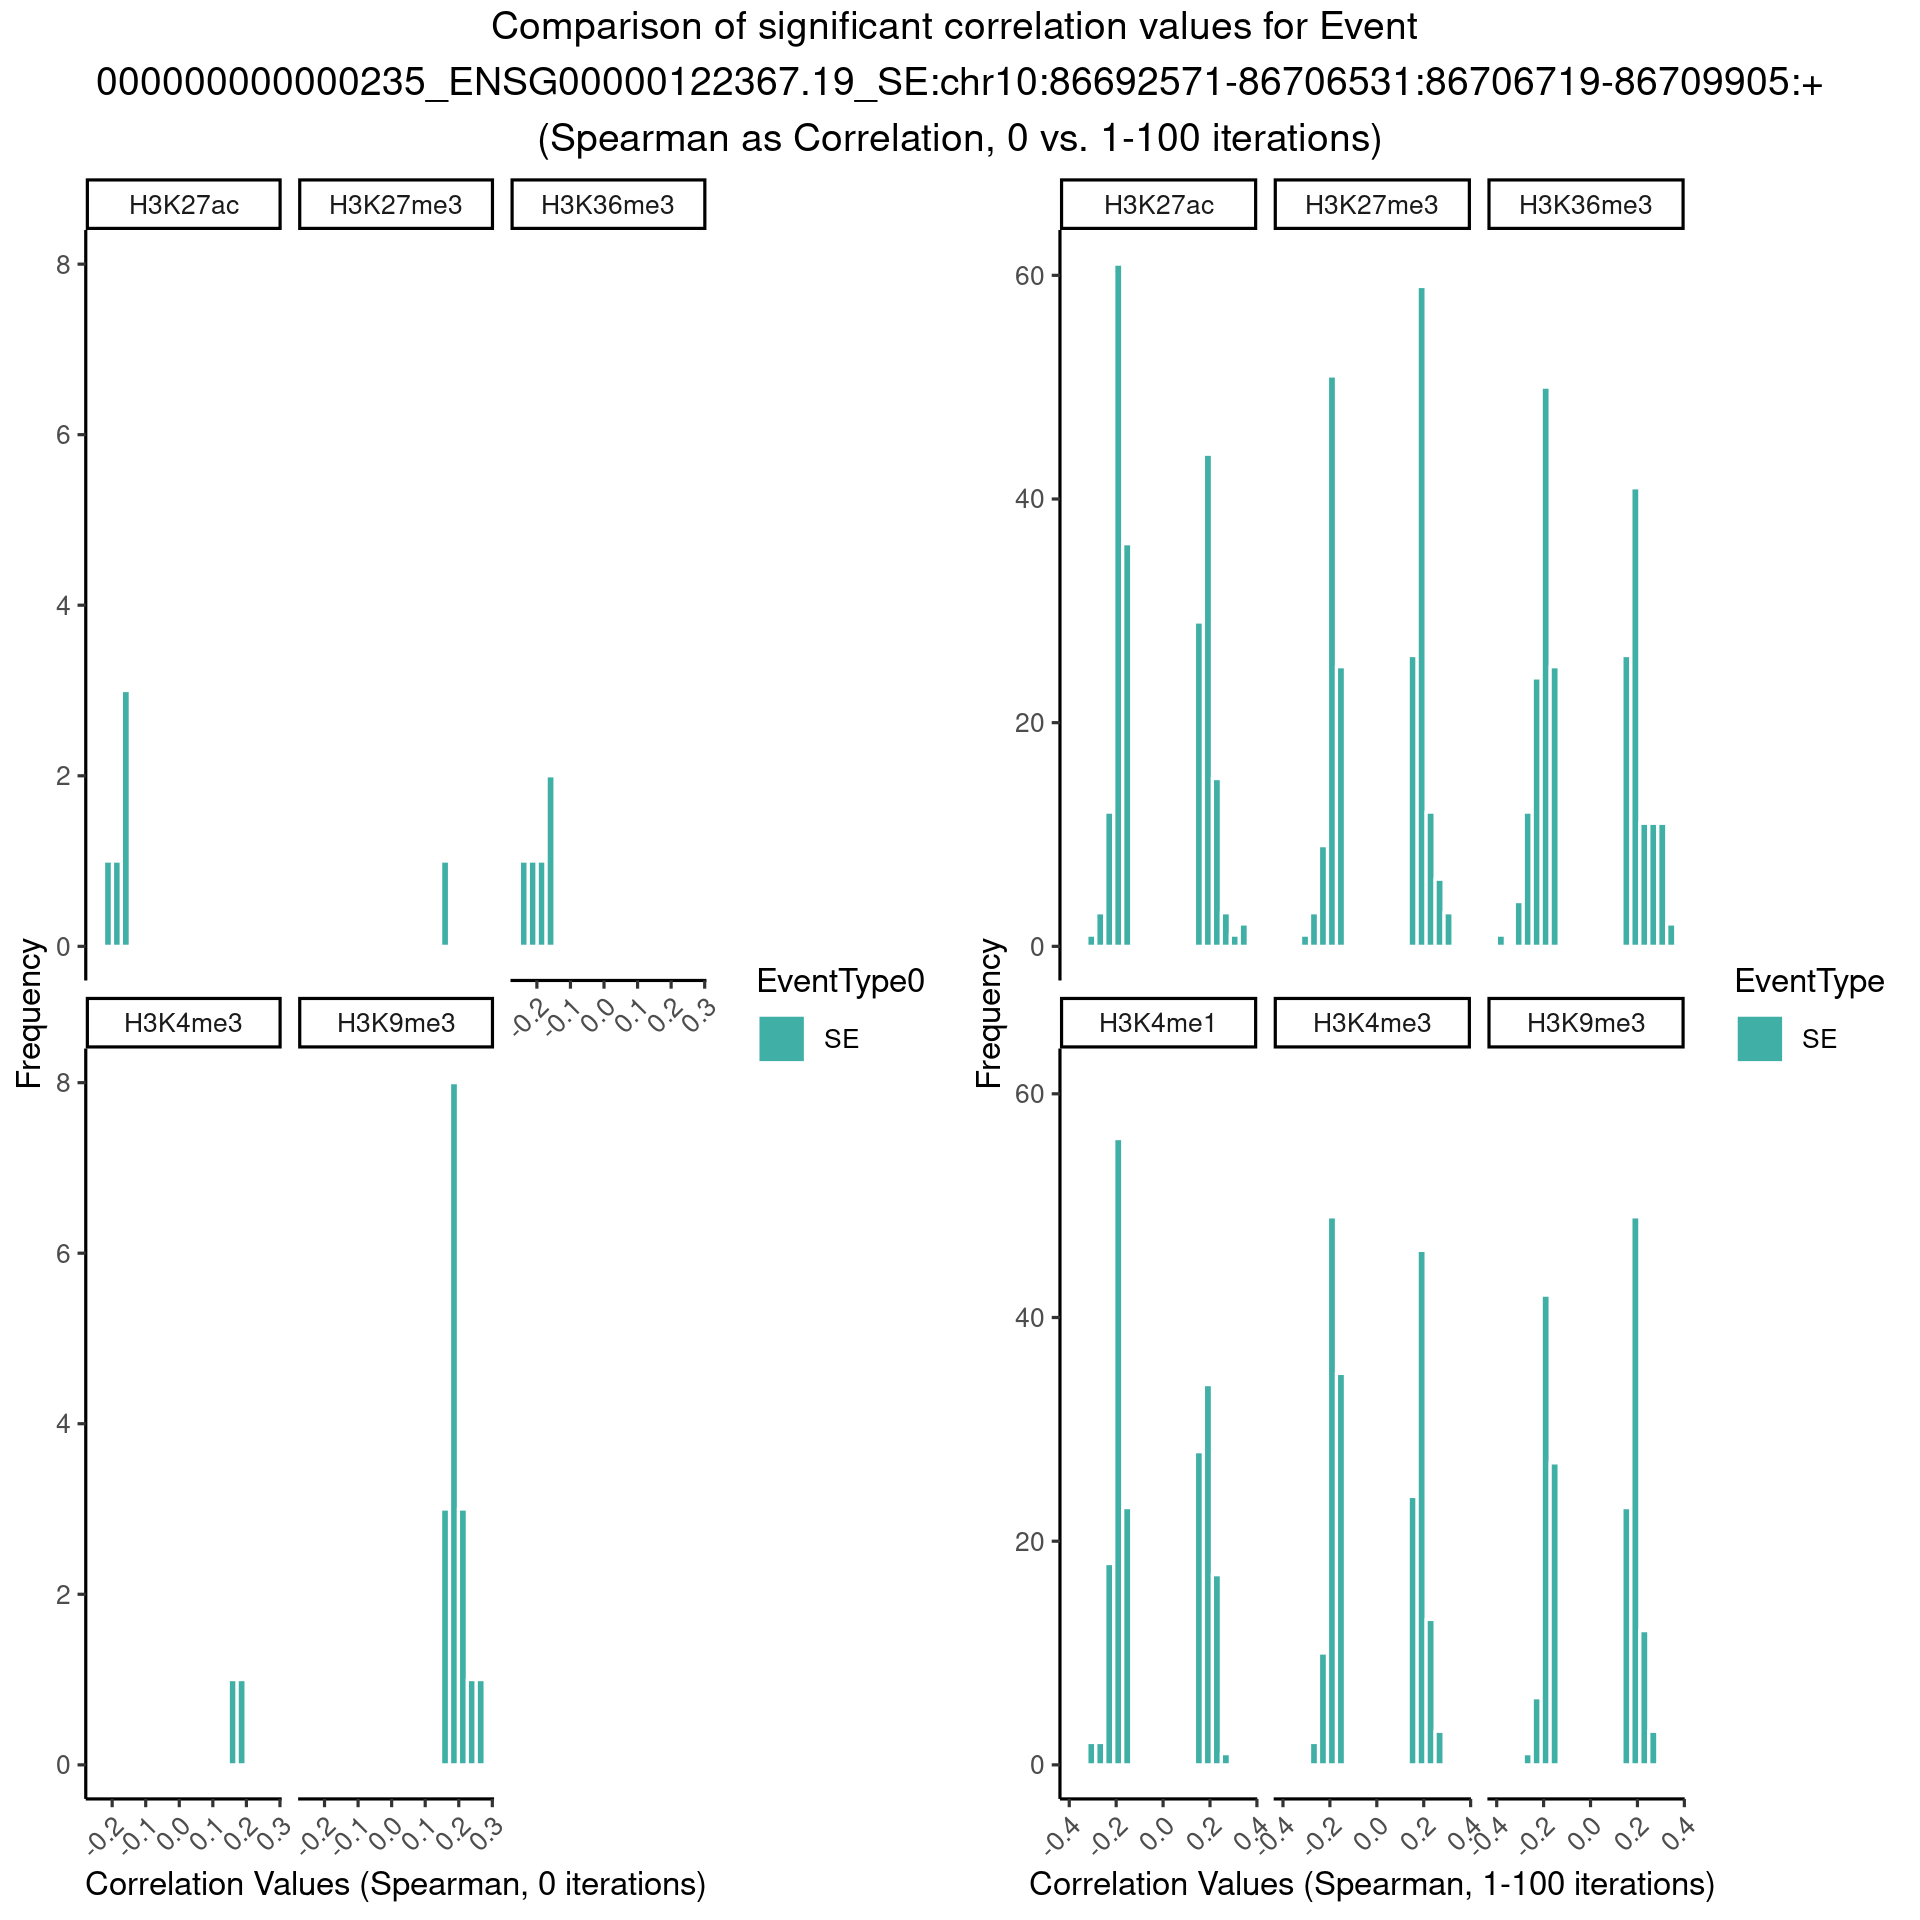 Comparison of significant correlation values for Event
000000000000235_ENSG00000122367.19_SE:chr10:86692571-86706531:86706719-86709905:+
(Spearman as Correlation, 0 vs. 1-100 iterations)
H3K27ac H3K27me3 H3K36me3
8
6
4
2
0
-0.2 -0.1 0.0 0.1 0.2 0.3
H3K4me3 H3K9me3
8
6
4
2
0
-0.2 -0.1 0.0 0.1 0.2 0.3 -0.2 -0.1 0.0 0.1 0.2 0.3
Frequency
Correlation Values (Spearman, 0 iterations)
EventType0
SE
H3K27ac H3K27me3 H3K36me3
60
40
20
0
H3K4me1 H3K4me3 H3K9me3
60
40
20
0
-0.4 -0.2 0.0 0.2 0.4 -0.4 -0.2 0.0 0.2 0.4 -0.4 -0.2 0.0 0.2 0.4
Frequency
Correlation Values (Spearman, 1-100 iterations)
EventType
SE